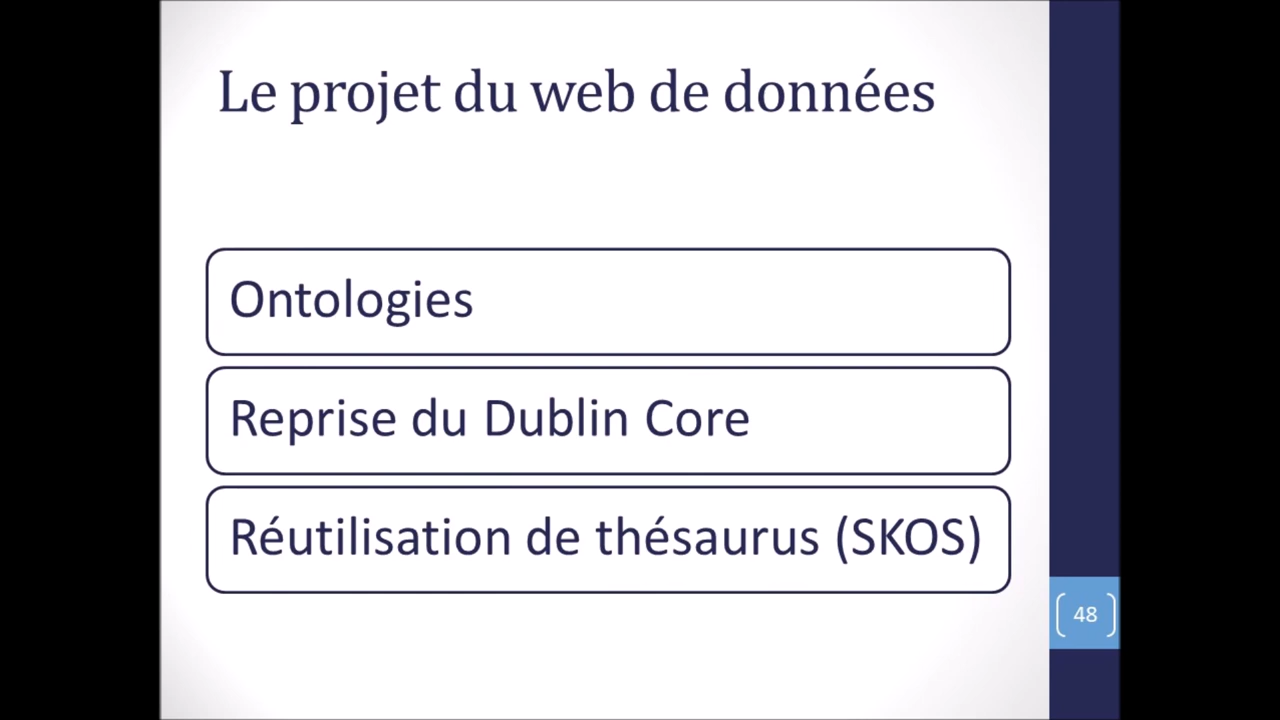 Le projet du web de données
Ontologies
Reprise du Dublin Core
Réutilisation de thésaurus (SKOS)
48